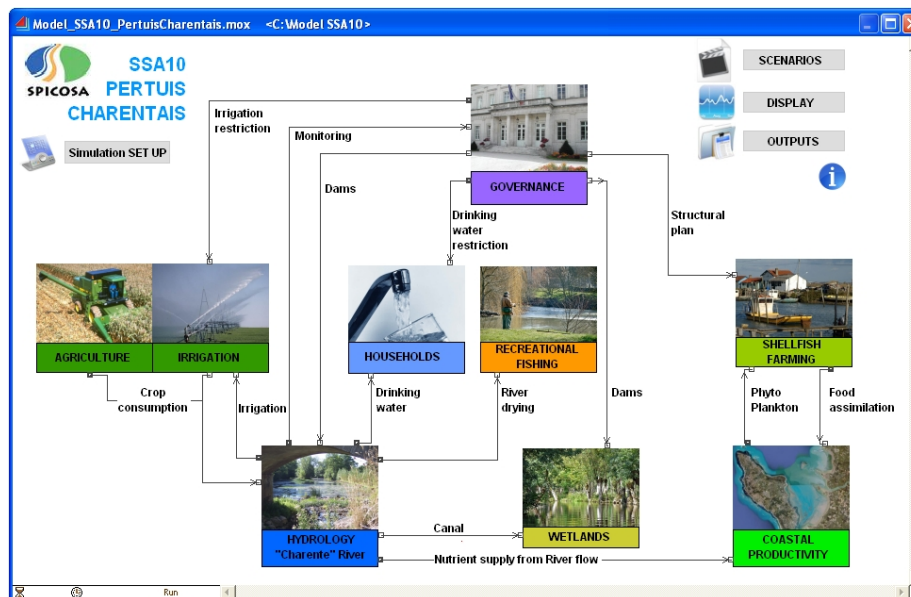 Model_SSA10_PertuisCharentais.mox <C:\Model SSA10>
SPICOSA
SSA10
PERTUIS
CHARENTAIS
Simulation SET UP
SCENARIOS
DISPLAY
OUTPUTS
i
Irrigation
restriction
Monitoring
Dams
GOVERNANCE
Drinking
water
restriction
Structural
plan
AGRICULTURE
IRRIGATION
HOUSEHOLDS
RECREATIONAL
FISHING
SHELLFISH
FARMING
Crop
consumption
Irrigation
Drinking
water
River
drying
Dams
Phyto
Plankton
Food
assimilation
HYDROLOGY
"Charente" River
Canal
WETLANDS
Nutrient supply from River flow
COASTAL
PRODUCTIVITY
Run